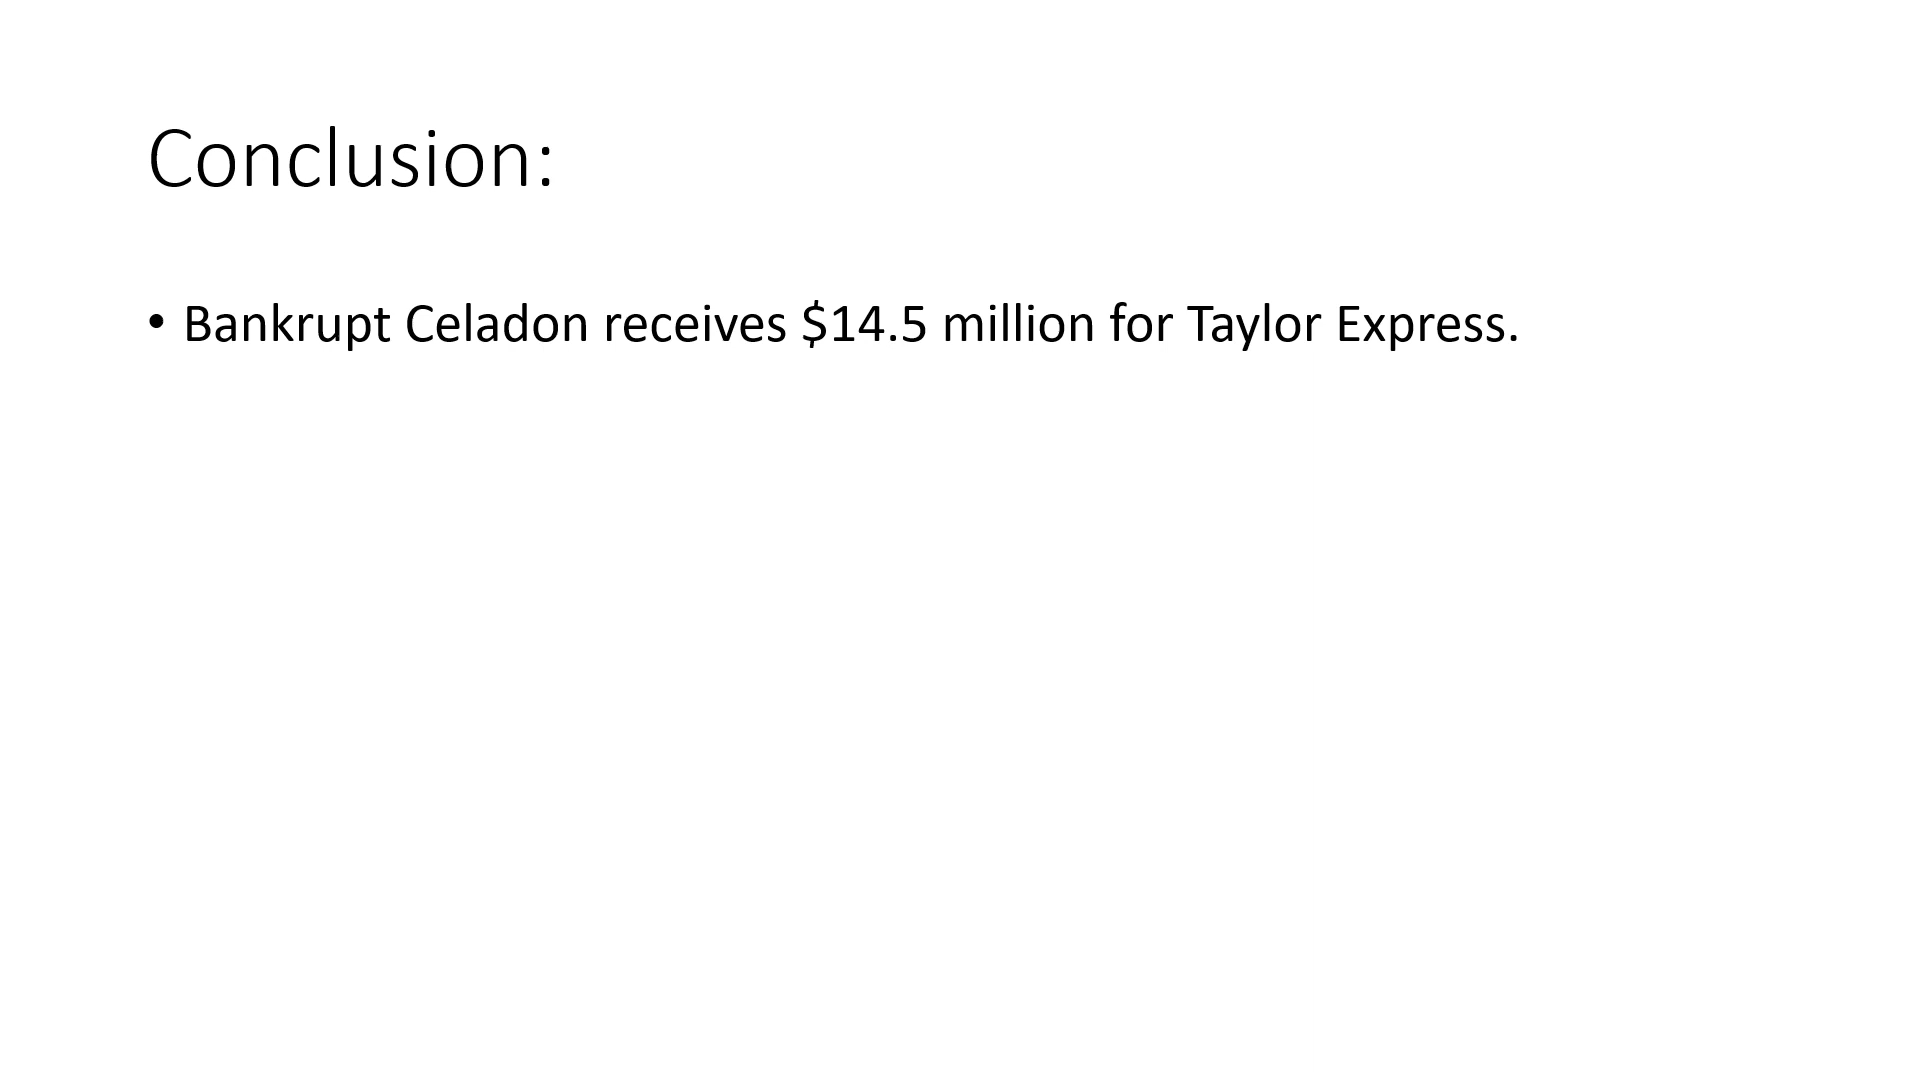 Conclusion:
• Bankrupt Celadon receives $14.5 million for Taylor Express.